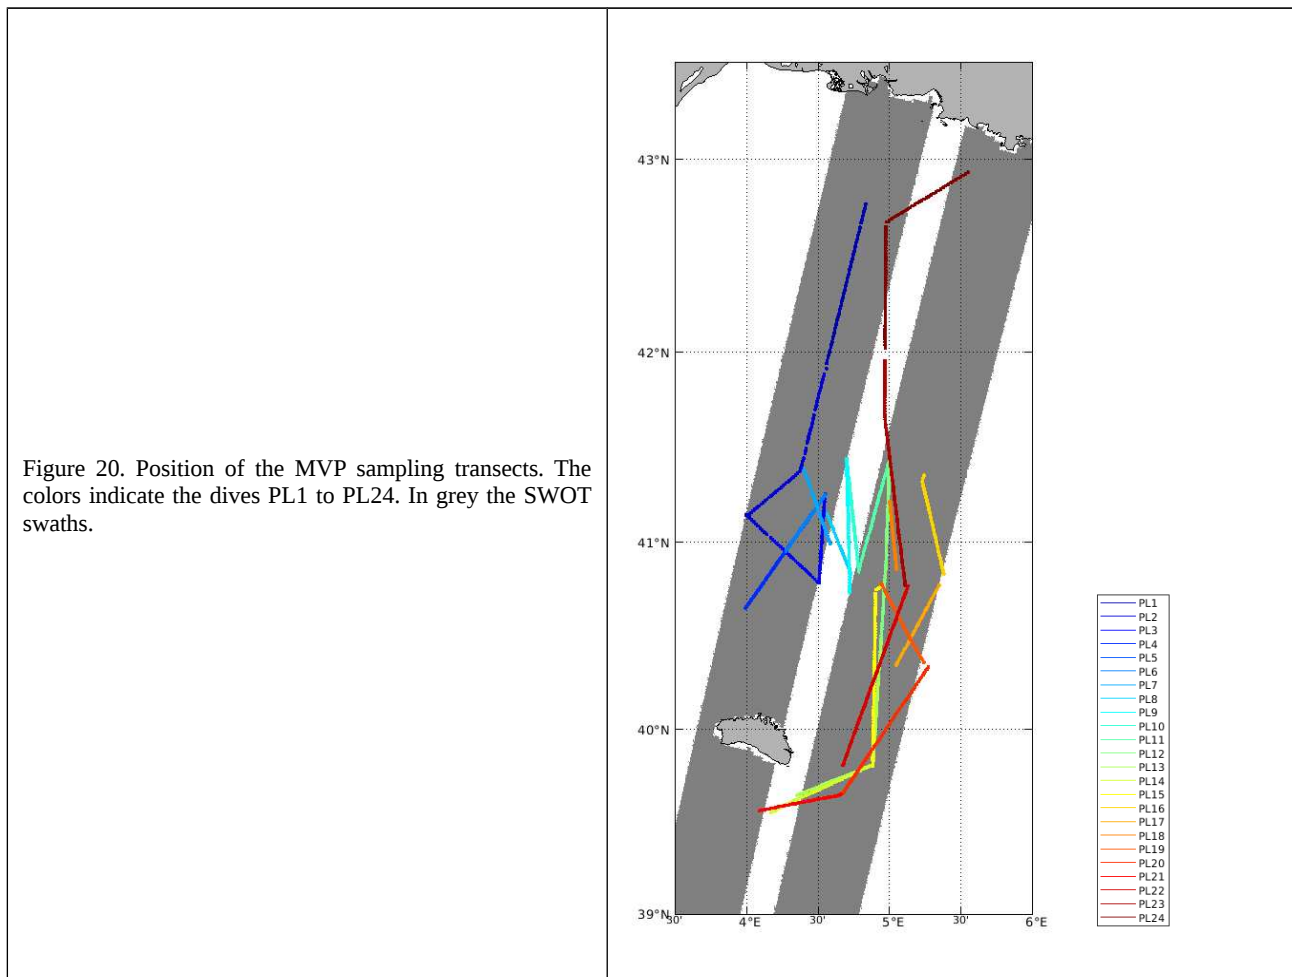 Figure 20. Position of the MVP sampling transects. The
colors indicate the dives PL1 to PL24. In grey the SWOT
swaths.
43°N
42°N
41°N
40°N
39°N
30'
4°E
30'
5°E
30'
6°E
PL1
PL2
PL3
PL4
PL5
PL6
PL7
PL8
PL9
PL10
PL11
PL12
PL13
PL14
PL15
PL16
PL17
PL18
PL19
PL20
PL21
PL22
PL23
PL24